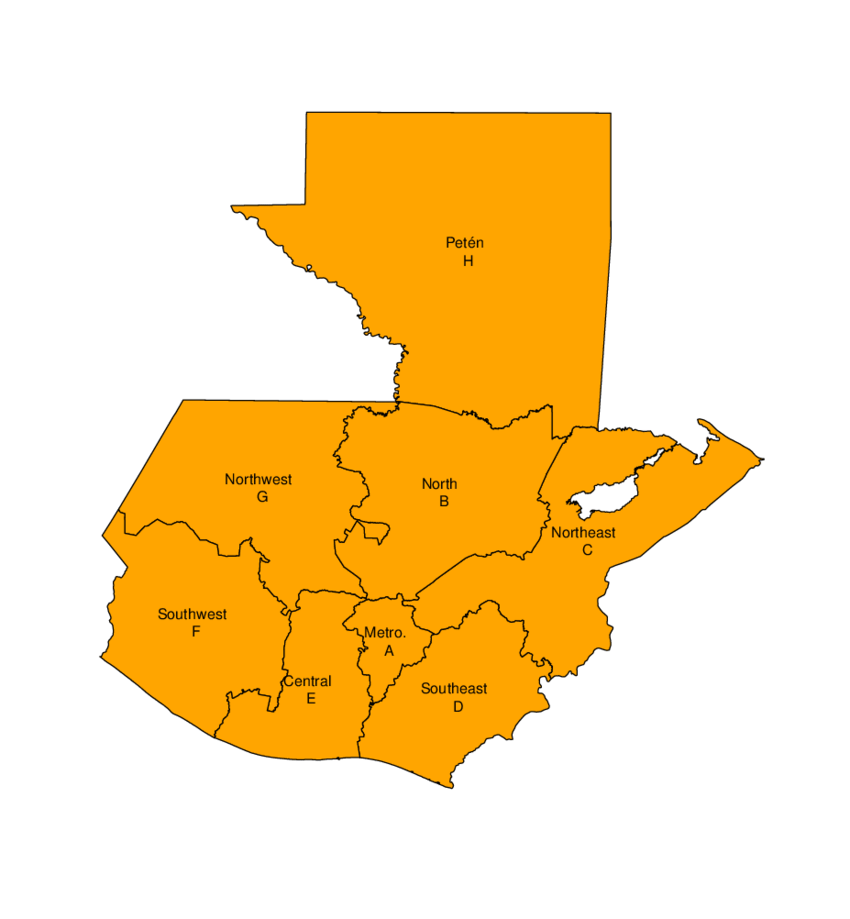 Petén
H
Northwest
G
North
B
Northeast
C
Southwest
F
Metro.
A
Central
E
Southeast
D